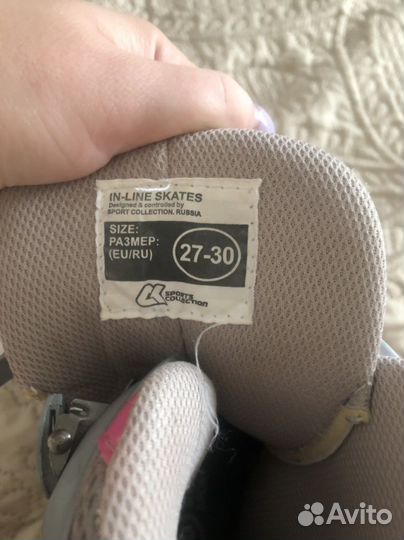 IN-LINE SKATES
Designed & controlled by
SPORT COLLECTION. RUSSIA
SIZE:
РАЗМЕР:
(EU/RU)
27-30
SPORTS
COLLECTION
Avito